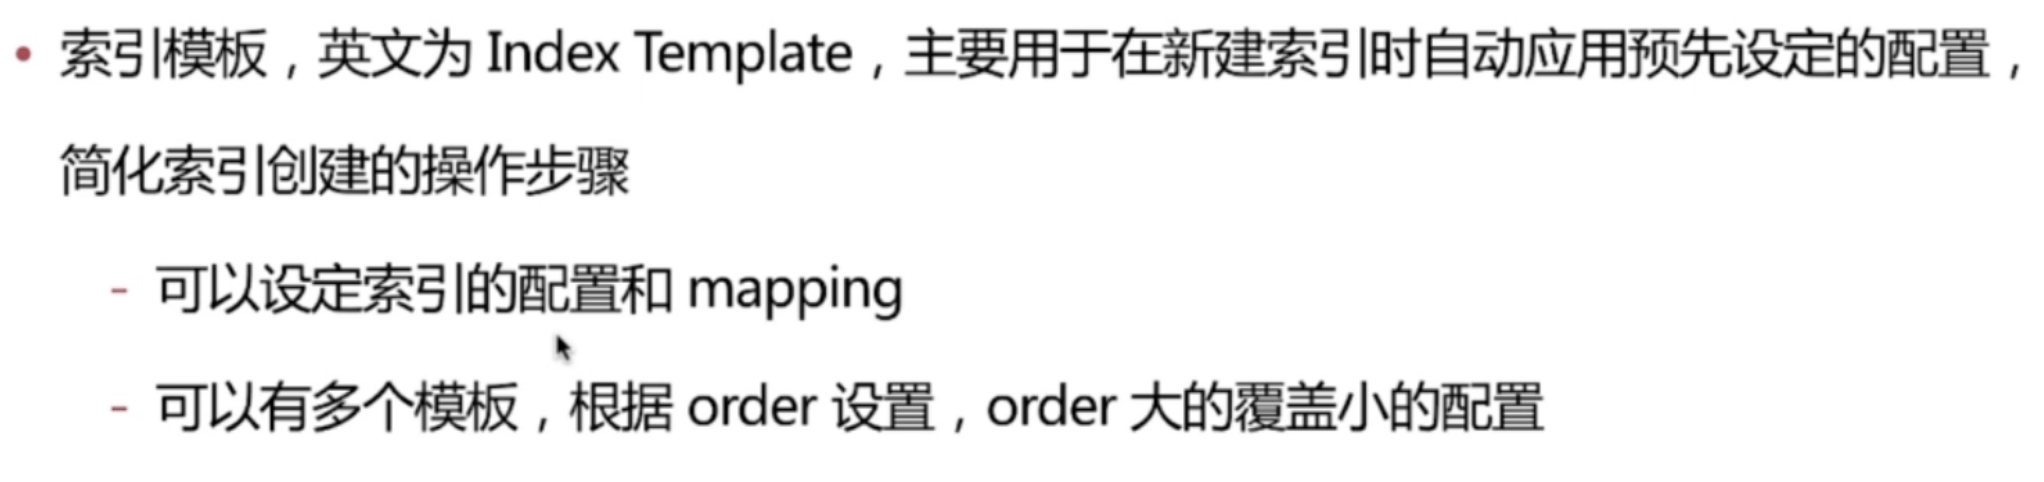 • 索引模板，英文为 Index Template，主要用于在新建索引时自动应用预先设定的配置，
简化索引创建的操作步骤
- 可以设定索引的配置和 mapping
- 可以有多个模板，根据 order 设置，order 大的覆盖小的配置